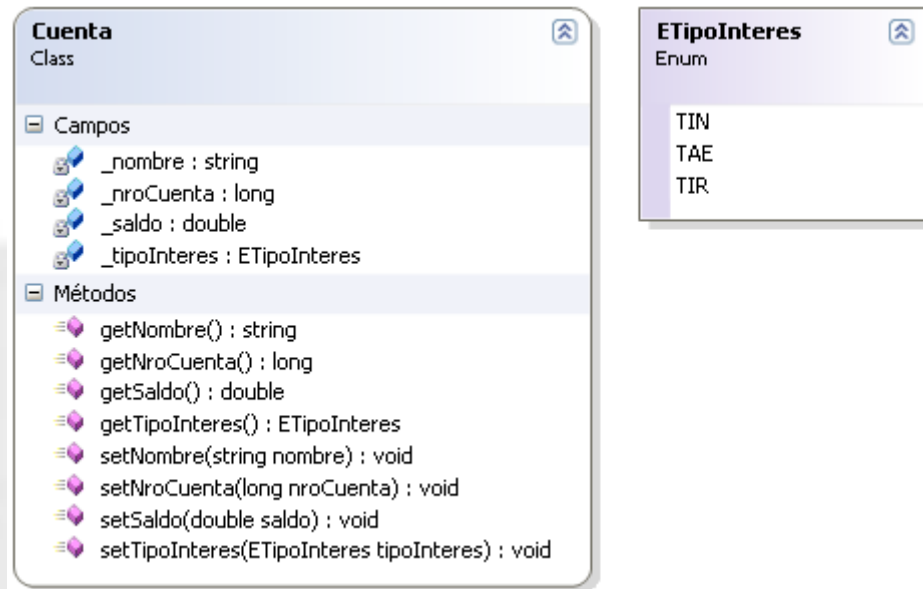 Cuenta
Class
Campos
_nombre : string
_nroCuenta : long
_saldo : double
_tipoInteres : ETipoInteres
Métodos
getNombre() : string
getNroCuenta() : long
getSaldo() : double
getTipoInteres() : ETipoInteres
setNombre(string nombre) : void
setNroCuenta(long nroCuenta) : void
setSaldo(double saldo) : void
setTipoInteres(ETipoInteres tipoInteres) : void
ETipoInteres
Enum
TIN
TAE
TIR